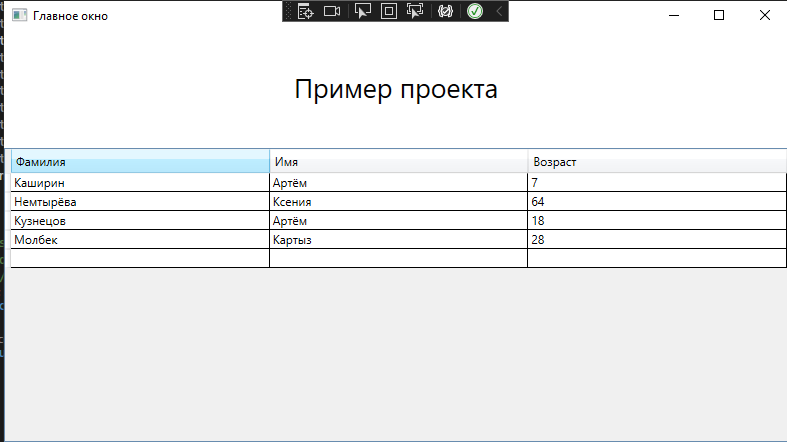 Главное окно
Пример проекта
Фамилия Имя Возраст
Каширин Артём 7
Немтырёва Ксения 64
Кузнецов Артём 18
Молбек Картыз 28